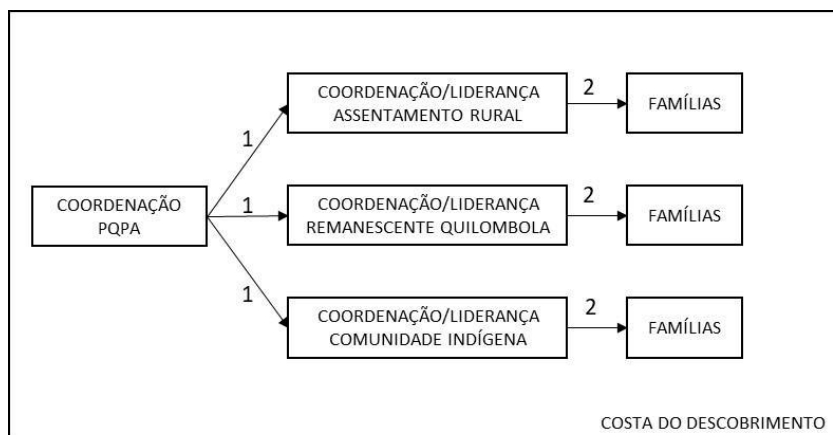 COORDENAÇÃO
PQPA
1
1
1
COORDENAÇÃO/LIDERANÇA
ASSENTAMENTO RURAL
2
FAMÍLIAS
COORDENAÇÃO/LIDERANÇA
REMANESCENTE QUILOMBOLA
2
FAMÍLIAS
COORDENAÇÃO/LIDERANÇA
COMUNIDADE INDÍGENA
2
FAMÍLIAS
COSTA DO DESCOBRIMENTO